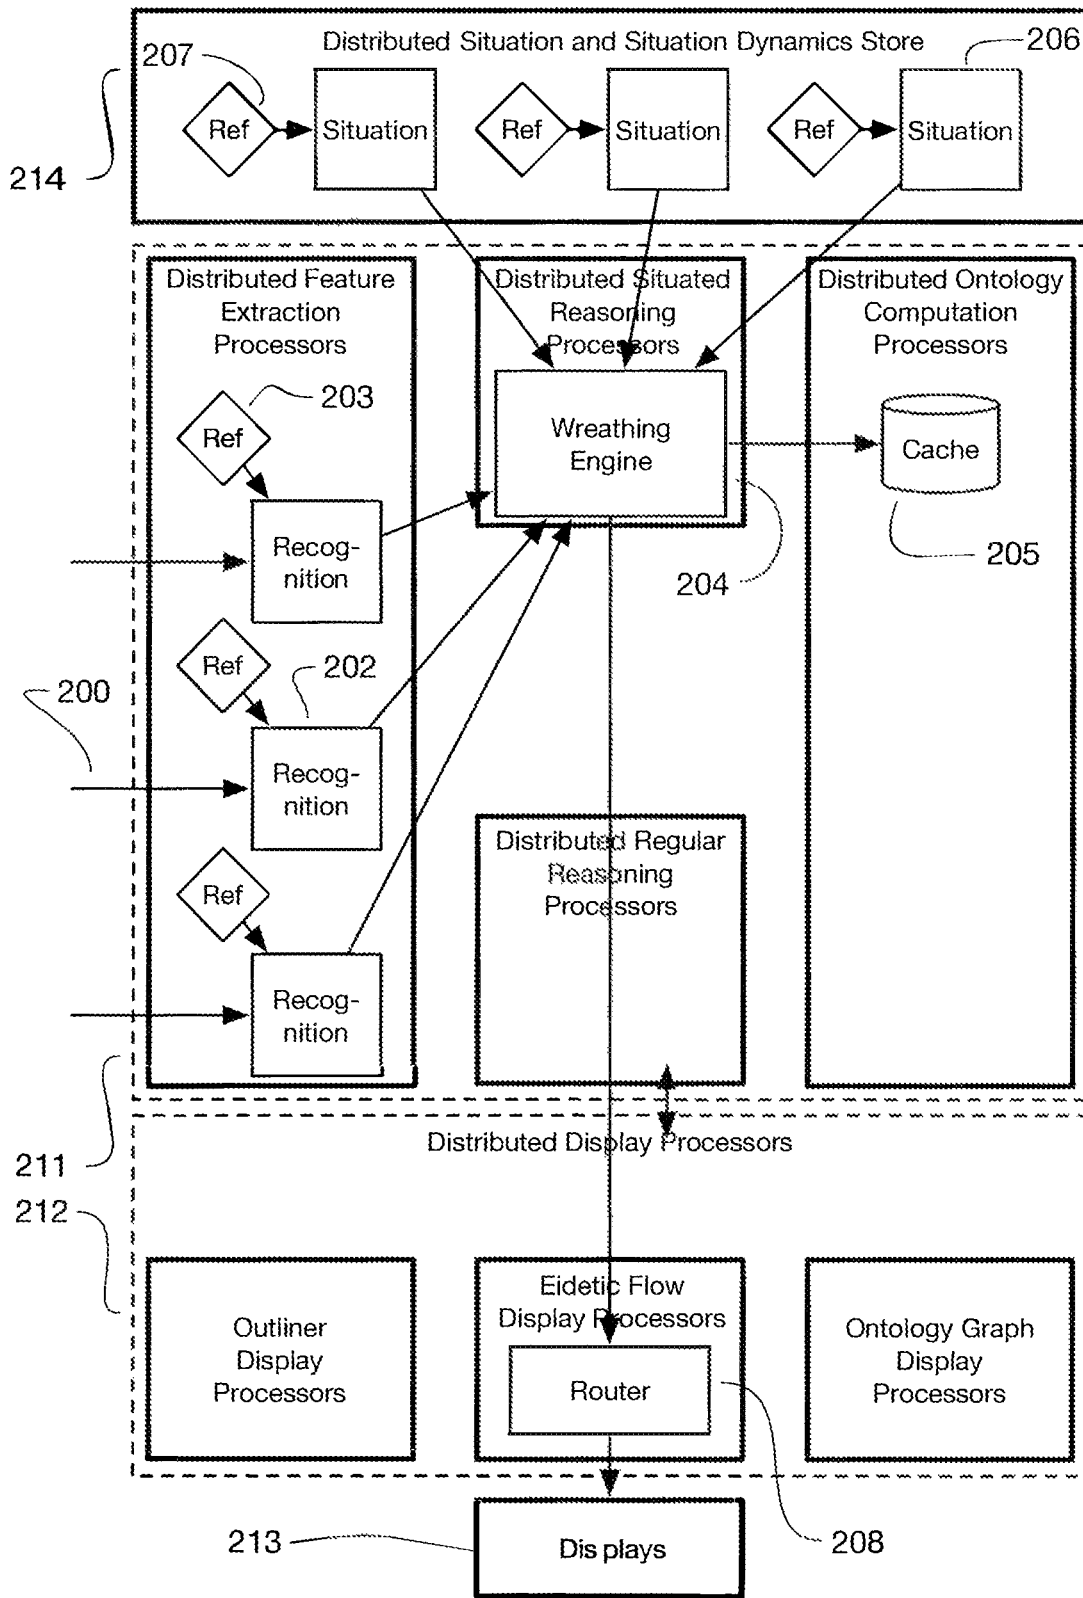 Distributed Situation and Situation Dynamics Store
206
207
Ref
Situation
Ref
Situation
Ref
Situation
214
Distributed Feature
Extraction
Processors
Distributed Situated
Reasoning
Processors
Distributed Ontology
Computation
Processors
203
Ref
Wreathing
Engine
Cache
Recog-
nition
204
205
Ref
202
200
Recog-
nition
Distributed Regular
Reasoning
Processors
Ref
Recog-
nition
211
Distributed Display Processors
212
Outliner
Display
Processors
Eidetic Flow
Display Processors
Router
Ontology Graph
Display
Processors
213
Displays
208